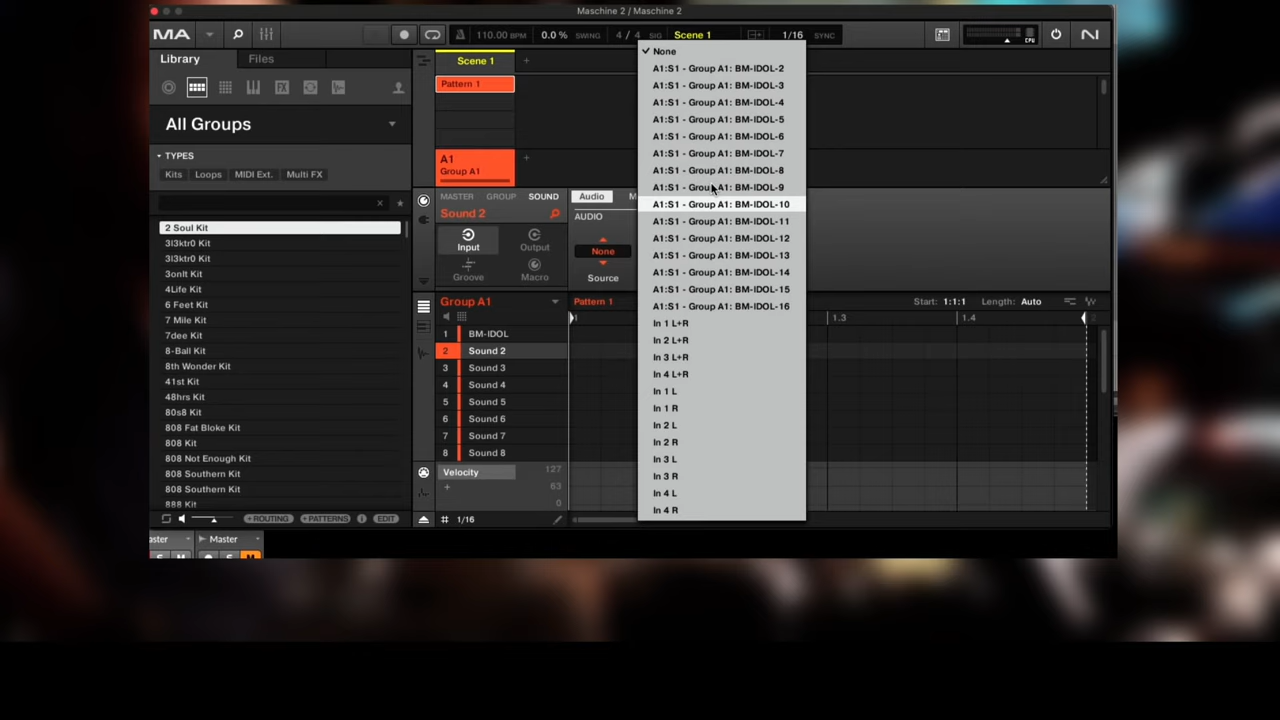 Maschine 2 / Maschine 2
MA
110.00 BPM
0.0 % SWING
4 / 4 SIG
Scene 1
1/16 SYNC
CPU
Library
Files
All Groups
TYPES
Kits
Loops
MIDI Ext.
Multi FX
2 Soul Kit
3l3ktr0 Kit
3l3ktr0 Kit
3onIt Kit
4Life Kit
6 Feet Kit
7 Mile Kit
7dee Kit
8-Ball Kit
8th Wonder Kit
41st Kit
48hrs Kit
80s8 Kit
808 Fat Bloke Kit
808 Kit
808 Not Enough Kit
808 Southern Kit
808 Southern Kit
888 Kit
+ROUTING
+PATTERNS
EDIT
Scene 1
+
Pattern 1
A1
Group A1
+
MASTER
GROUP
SOUND
Sound 2
Input
Output
Groove
Macro
Audio
M
AUDIO
None
Source
Group A1
Pattern 1
Start: 1:1:1
Length: Auto
1
1.3
1.4
2
1 BM-IDOL
2 Sound 2
3 Sound 3
4 Sound 4
5 Sound 5
6 Sound 6
7 Sound 7
8 Sound 8
Velocity
127
63
0
+
1/16
None
A1:S1 - Group A1: BM-IDOL-2
A1:S1 - Group A1: BM-IDOL-3
A1:S1 - Group A1: BM-IDOL-4
A1:S1 - Group A1: BM-IDOL-5
A1:S1 - Group A1: BM-IDOL-6
A1:S1 - Group A1: BM-IDOL-7
A1:S1 - Group A1: BM-IDOL-8
A1:S1 - Group A1: BM-IDOL-9
A1:S1 - Group A1: BM-IDOL-10
A1:S1 - Group A1: BM-IDOL-11
A1:S1 - Group A1: BM-IDOL-12
A1:S1 - Group A1: BM-IDOL-13
A1:S1 - Group A1: BM-IDOL-14
A1:S1 - Group A1: BM-IDOL-15
A1:S1 - Group A1: BM-IDOL-16
In 1 L+R
In 2 L+R
In 3 L+R
In 4 L+R
In 1 L
In 1 R
In 2 L
In 2 R
In 3 L
In 3 R
In 4 L
In 4 R
aster
Master